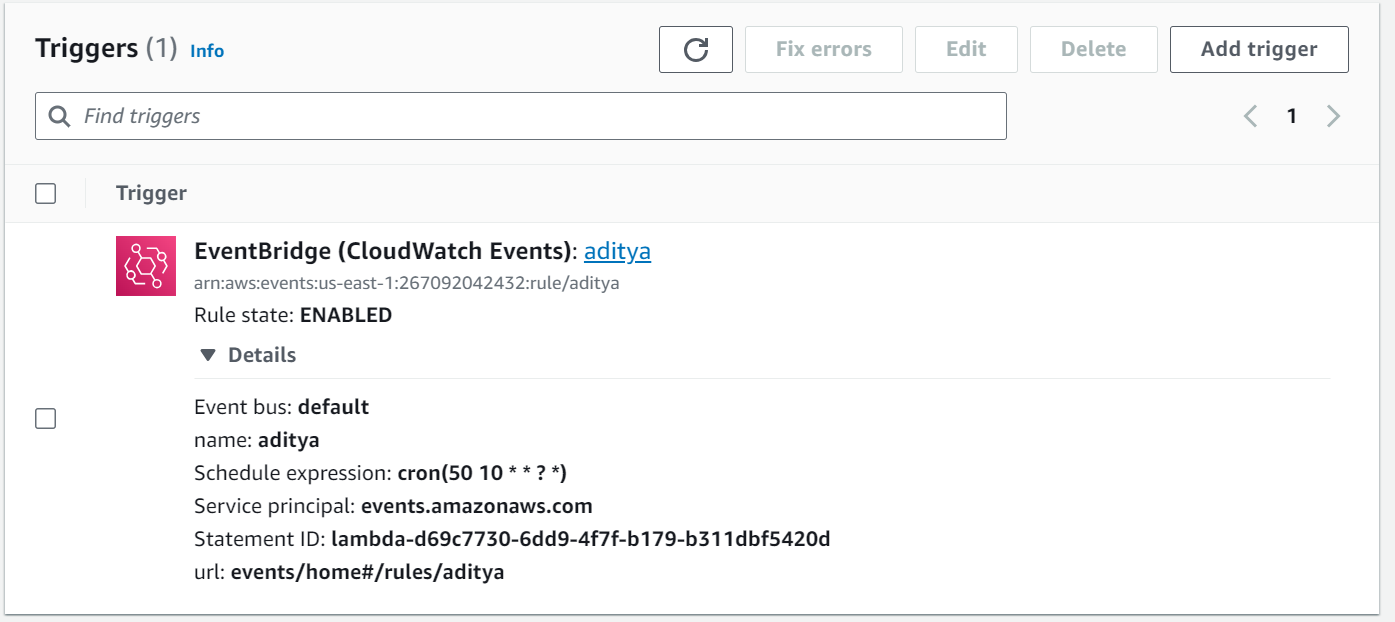 Triggers (1) Info
Fix errors
Edit
Delete
Add trigger
Find triggers
1
Trigger
EventBridge (CloudWatch Events): aditya
arn:aws:events:us-east-1:267092042432:rule/aditya
Rule state: ENABLED
Details
Event bus: default
name: aditya
Schedule expression: cron(50 10 * * ? *)
Service principal: events.amazonaws.com
Statement ID: lambda-d69c7730-6dd9-4f7f-b179-b311dbf5420d
url: events/home#/rules/aditya